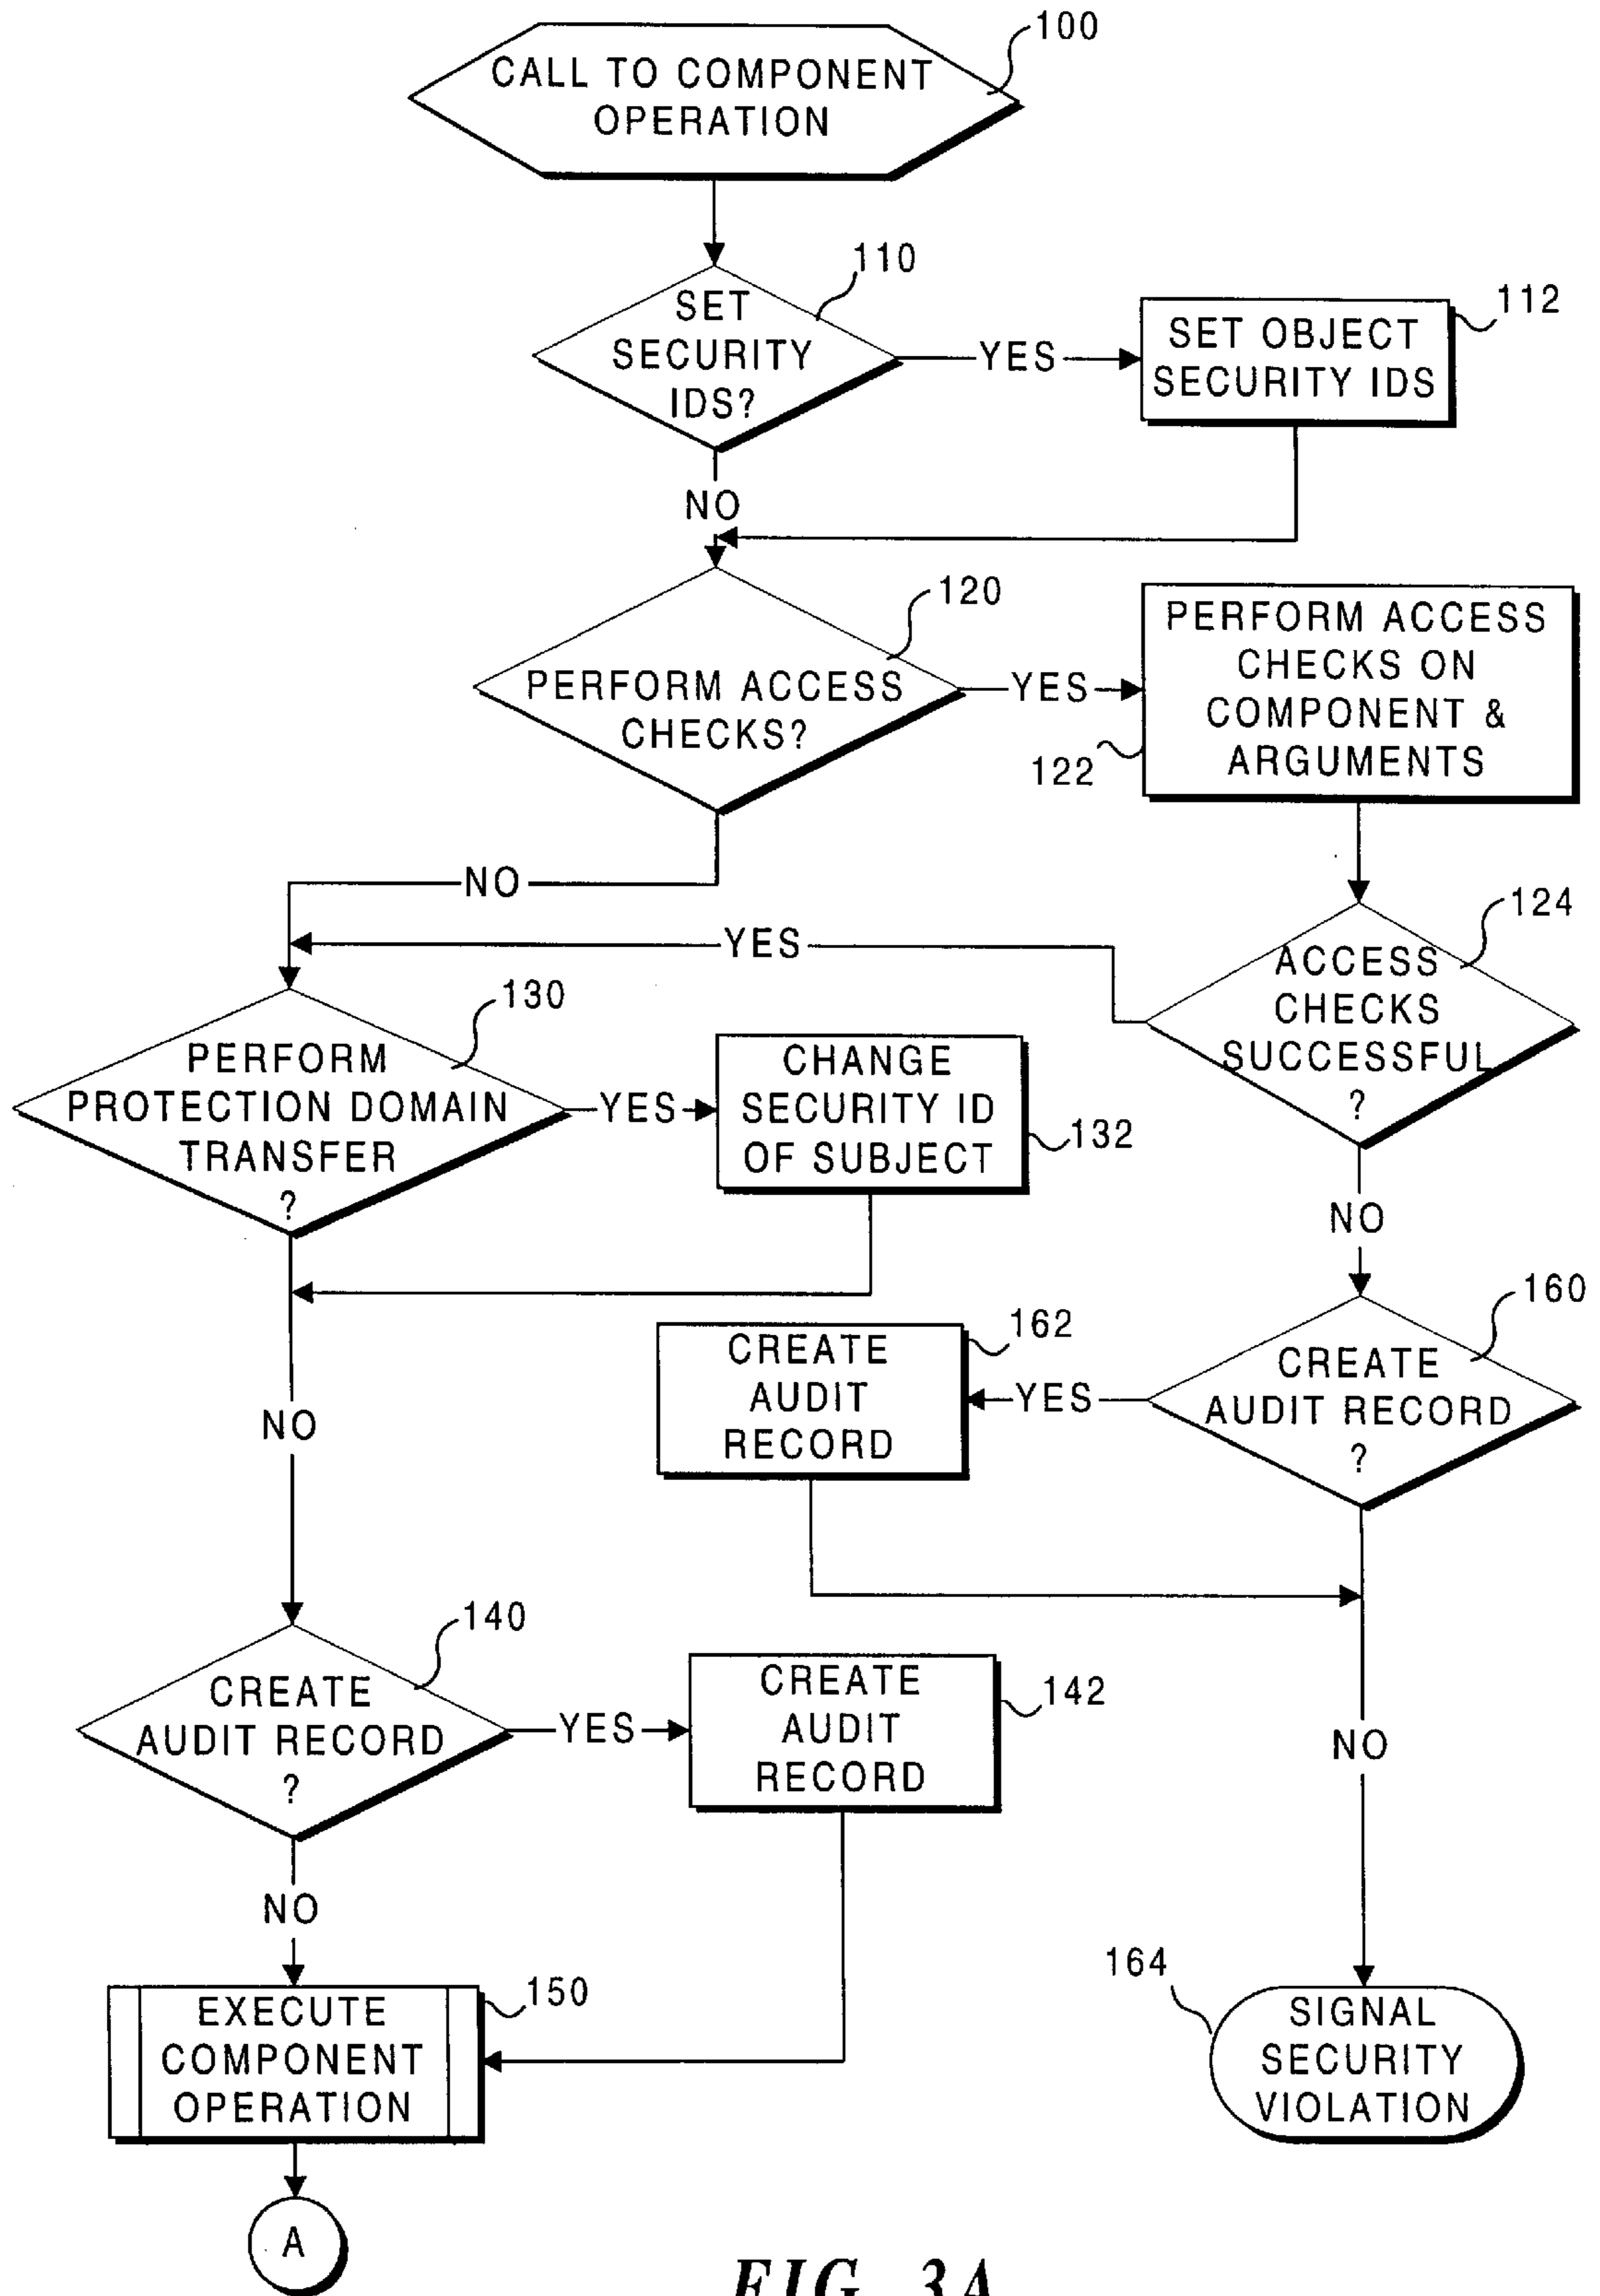 100
CALL TO COMPONENT
OPERATION
110
SET
SECURITY
IDS?
YES
112
SET OBJECT
SECURITY IDS
NO
120
PERFORM ACCESS
CHECKS?
YES
PERFORM ACCESS
CHECKS ON
COMPONENT &
ARGUMENTS
122
NO
124
YES
ACCESS
CHECKS
SUCCESSFUL
?
130
PERFORM
PROTECTION DOMAIN
TRANSFER
?
YES
CHANGE
SECURITY ID
OF SUBJECT
132
NO
160
162
CREATE
AUDIT
RECORD
YES
CREATE
AUDIT RECORD
?
NO
140
CREATE
AUDIT RECORD
?
YES
CREATE
AUDIT
RECORD
142
NO
NO
150
EXECUTE
COMPONENT
OPERATION
164
SIGNAL
SECURITY
VIOLATION
A
FIG. 3A